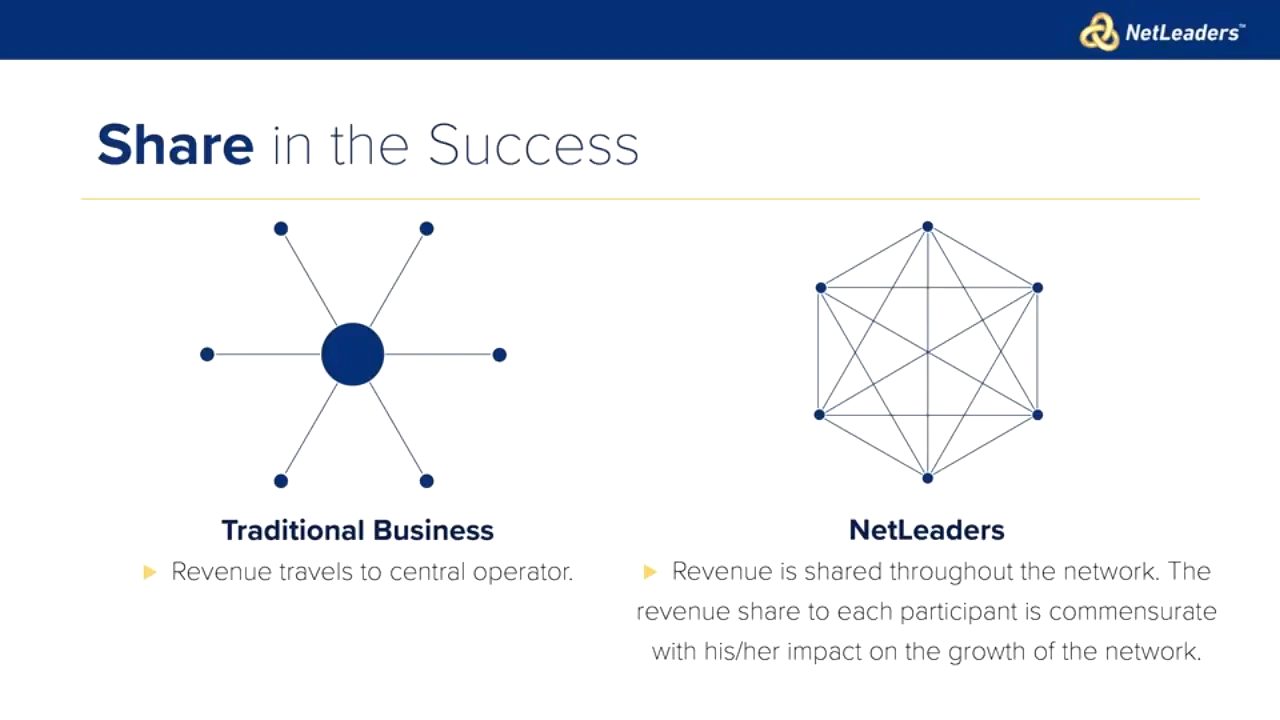 NetLeaders™
Share in the Success
Traditional Business
▶ Revenue travels to central operator.
NetLeaders
▶ Revenue is shared throughout the network. The
revenue share to each participant is commensurate
with his/her impact on the growth of the network.